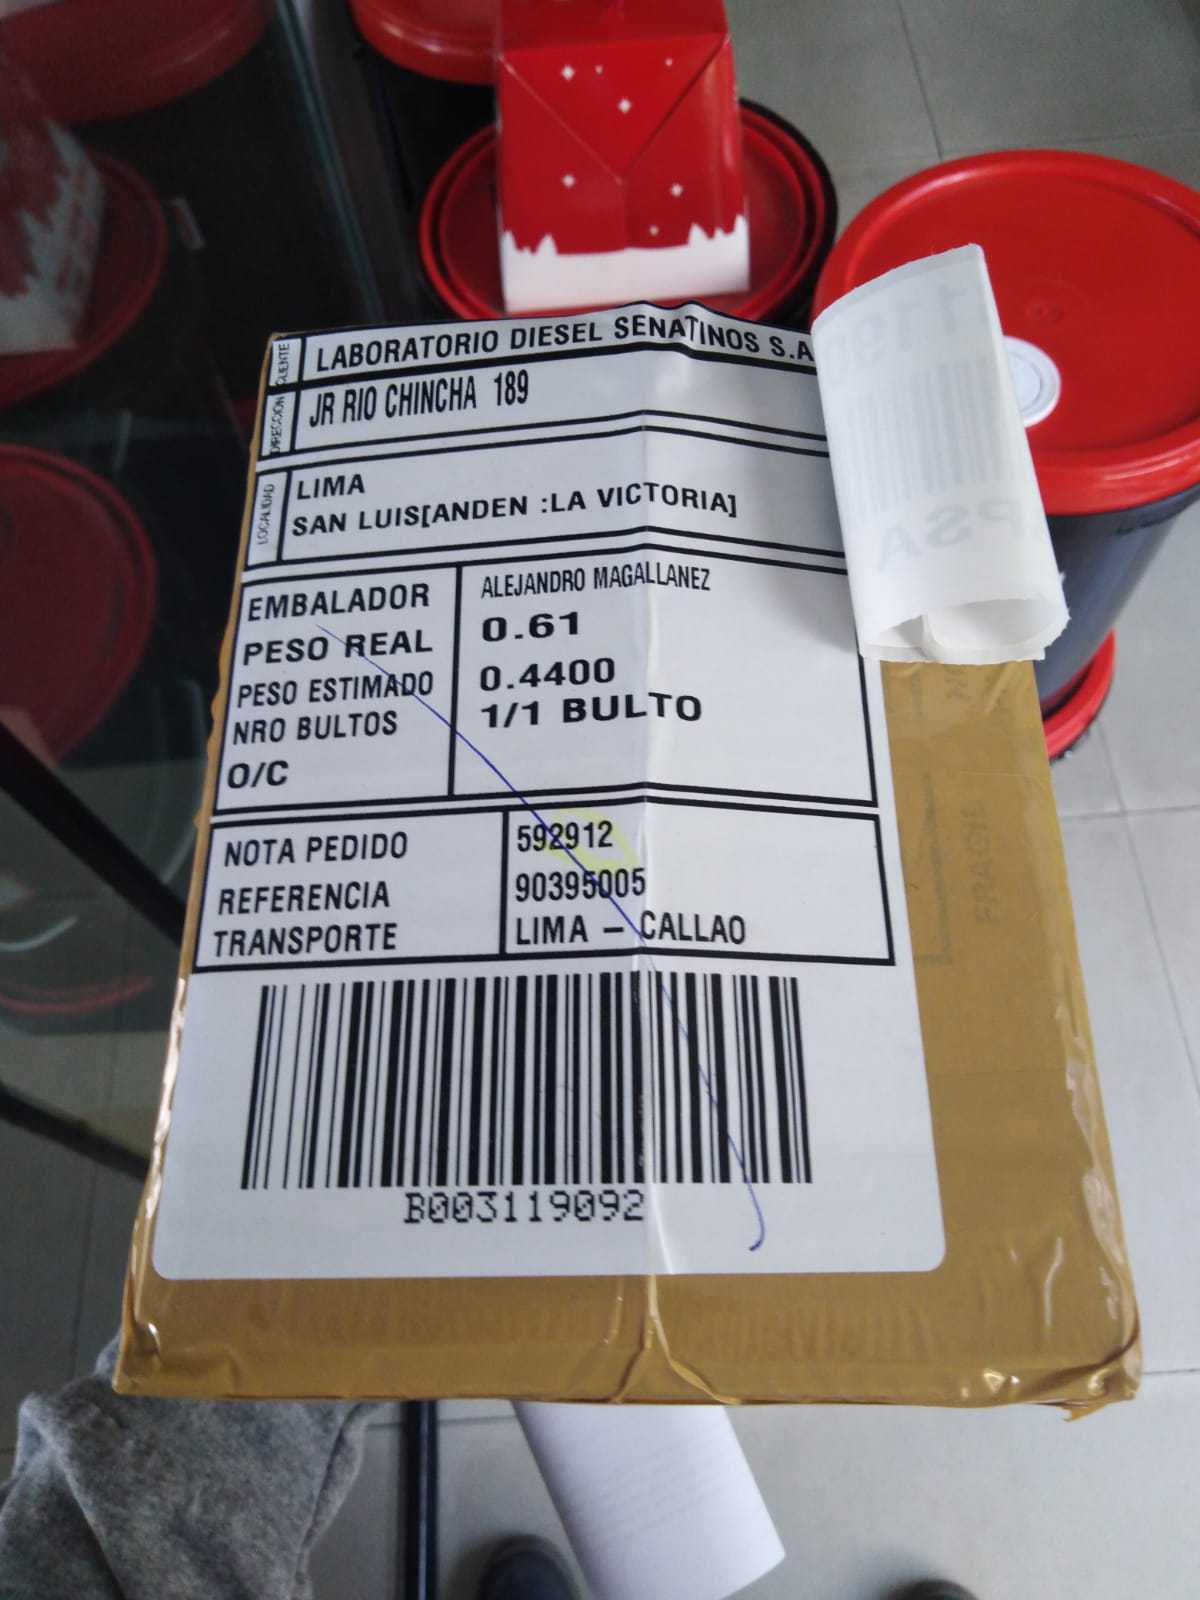 CLIENTE LABORATORIO DIESEL SENATINOS S.A
DIRECCION JR RIO CHINCHA 189
LOCALIDAD LIMA
SAN LUIS[ANDEN :LA VICTORIA]
EMBALADOR ALEJANDRO MAGALLANEZ
PESO REAL 0.61
PESO ESTIMADO 0.4400
NRO BULTOS 1/1 BULTO
O/C
NOTA PEDIDO 592912
REFERENCIA 90395005
TRANSPORTE LIMA – CALLAO
B003119092